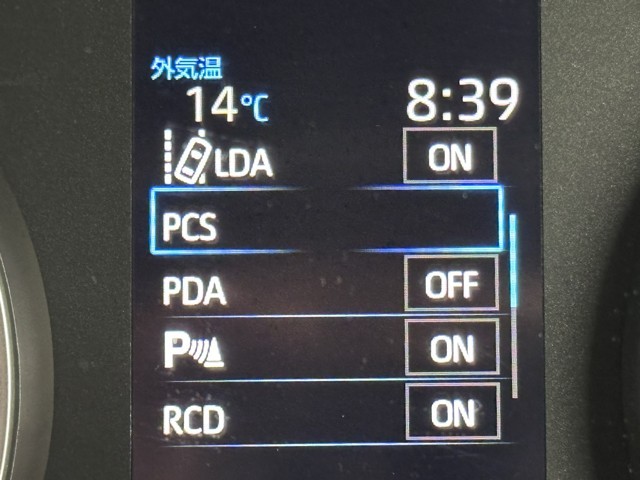 外気温
14℃ 8:39
LDA ON
PCS
PDA OFF
P ON
RCD ON